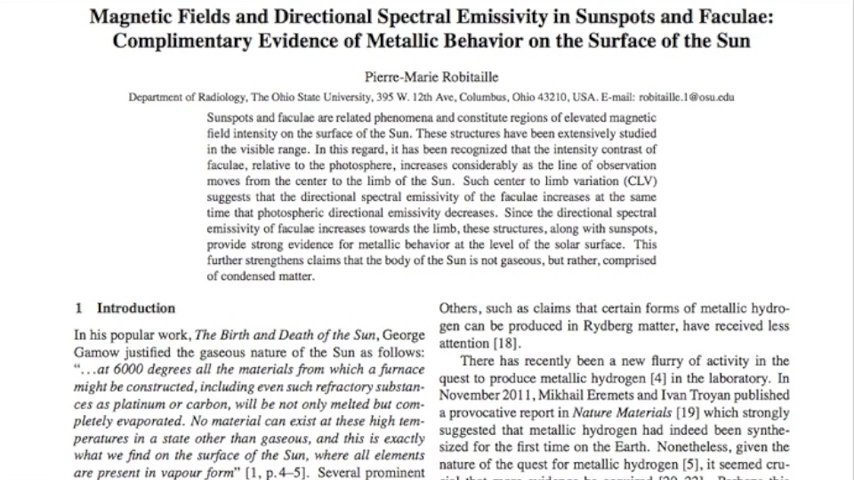 Magnetic Fields and Directional Spectral Emissivity in Sunspots and Faculae:
Complimentary Evidence of Metallic Behavior on the Surface of the Sun
Pierre-Marie Robitaille
Department of Radiology, The Ohio State University, 395 W. 12th Ave, Columbus, Ohio 43210, USA. E-mail: robitaille.1@osu.edu
Sunspots and faculae are related phenomena and constitute regions of elevated magnetic
field intensity on the surface of the Sun. These structures have been extensively studied
in the visible range. In this regard, it has been recognized that the intensity contrast of
faculae, relative to the photosphere, increases considerably as the line of observation
moves from the center to the limb of the Sun. Such center to limb variation (CLV)
suggests that the directional spectral emissivity of the faculae increases at the same
time that photospheric directional emissivity decreases. Since the directional spectral
emissivity of faculae increases towards the limb, these structures, along with sunspots,
provide strong evidence for metallic behavior at the level of the solar surface. This
further strengthens claims that the body of the Sun is not gaseous, but rather, comprised
of condensed matter.
1 Introduction
In his popular work, The Birth and Death of the Sun, George
Gamow justified the gaseous nature of the Sun as follows:
“…at 6000 degrees all the materials from which a furnace
might be constructed, including even such refractory substan-
ces as platinum or carbon, will be not only melted but com-
pletely evaporated. No material can exist at these high tem-
peratures in a state other than gaseous, and this is exactly
what we find on the surface of the Sun, where all elements
are present in vapour form” [1, p. 4–5]. Several prominent
Others, such as claims that certain forms of metallic hydro-
gen can be produced in Rydberg matter, have received less
attention [18].
There has recently been a new flurry of activity in the
quest to produce metallic hydrogen [4] in the laboratory. In
November 2011, Mikhail Eremets and Ivan Troyan published
a provocative report in Nature Materials [19] which strongly
suggested that metallic hydrogen had indeed been synthe-
sized for the first time on the Earth. Nonetheless, given the
nature of the quest for metallic hydrogen [5], it seemed cru-